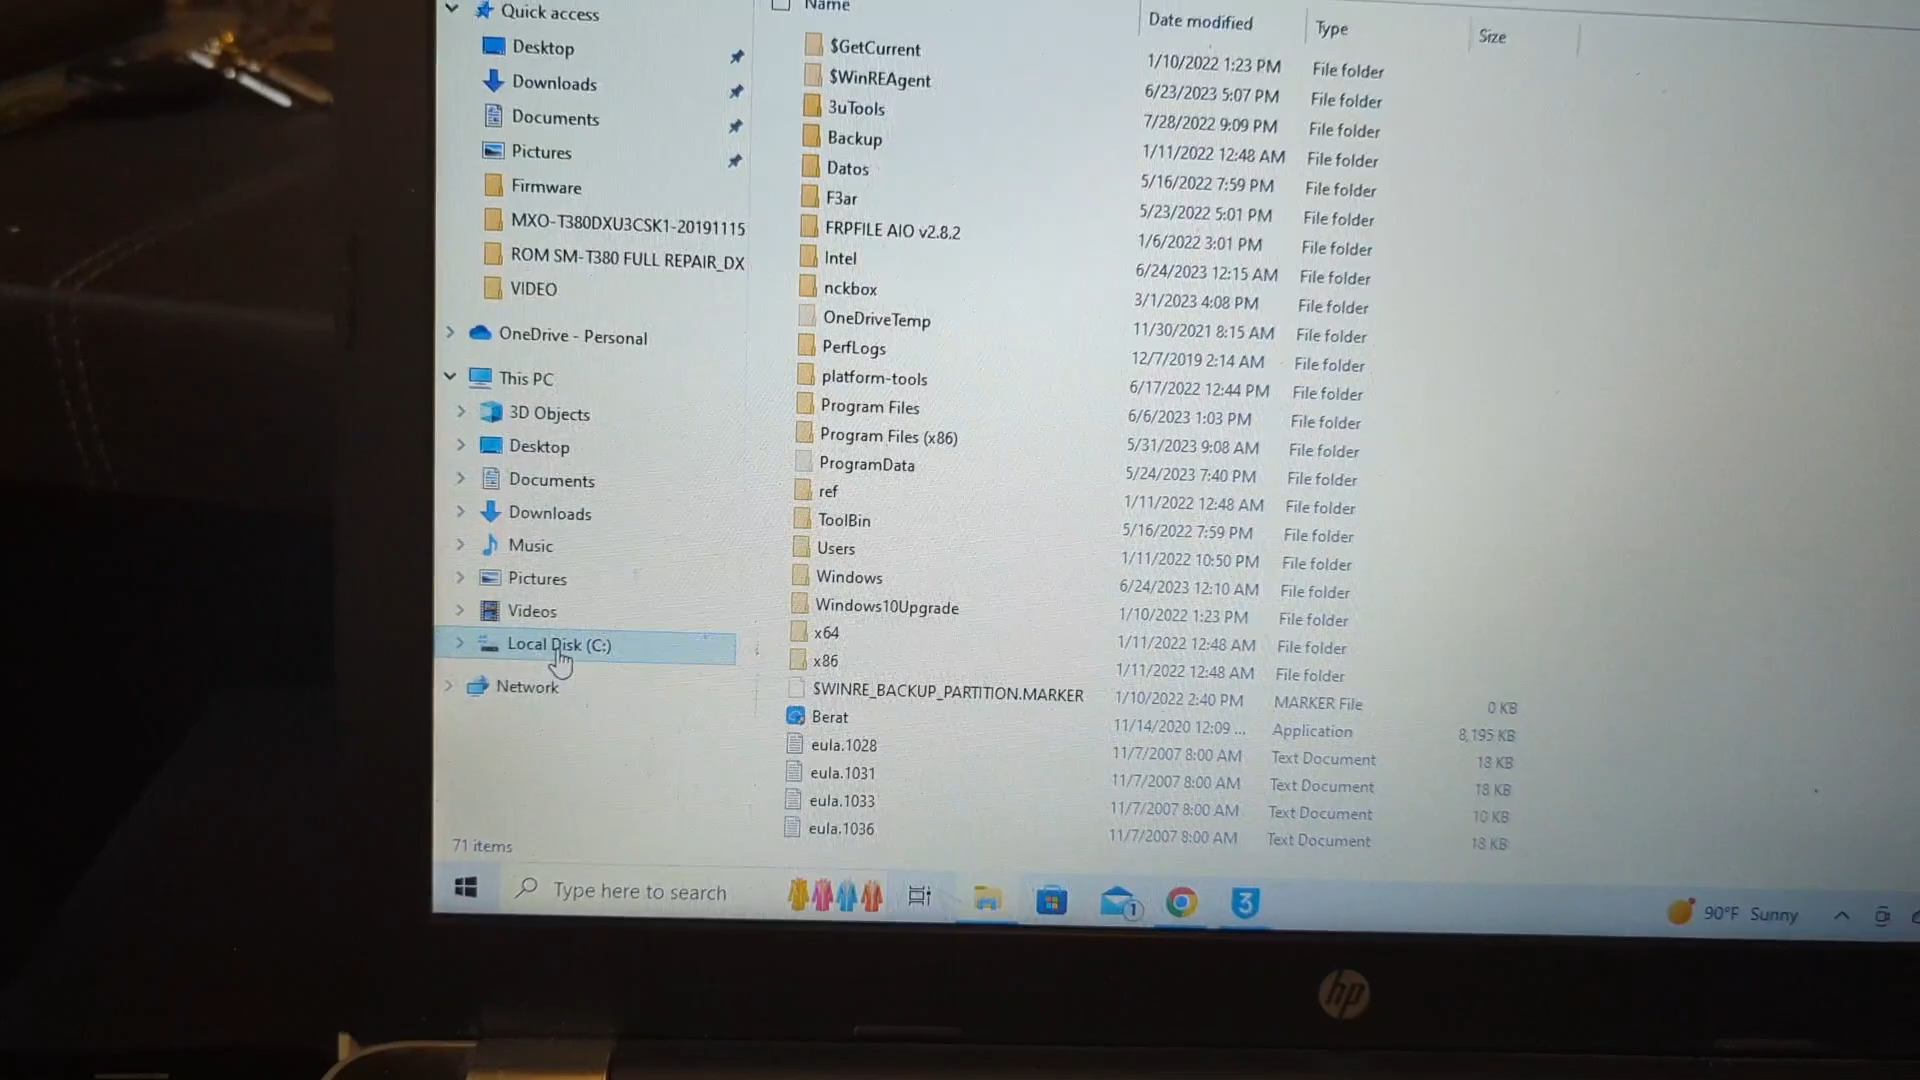 Quick access
Desktop
Downloads
Documents
Pictures
Firmware
MXO-T380DXU3CSK1-20191115
ROM SM-T380 FULL REPAIR_DX
VIDEO
OneDrive - Personal
This PC
3D Objects
Desktop
Documents
Downloads
Music
Pictures
Videos
Local Disk (C:)
Network
71 items
Name Date modified Type Size
$GetCurrent 1/10/2022 1:23 PM File folder
$WinREAgent 6/23/2023 5:07 PM File folder
3uTools 7/28/2022 9:09 PM File folder
Backup 1/11/2022 12:48 AM File folder
Datos 5/16/2022 7:59 PM File folder
F3ar 5/23/2022 5:01 PM File folder
FRPFILE AIO v2.8.2 1/6/2022 3:01 PM File folder
Intel 6/24/2023 12:15 AM File folder
nckbox 3/1/2023 4:08 PM File folder
OneDriveTemp 11/30/2021 8:15 AM File folder
PerfLogs 12/7/2019 2:14 AM File folder
platform-tools 6/17/2022 12:44 PM File folder
Program Files 6/6/2023 1:03 PM File folder
Program Files (x86) 5/31/2023 9:08 AM File folder
ProgramData 5/24/2023 7:40 PM File folder
ref 1/11/2022 12:48 AM File folder
ToolBin 5/16/2022 7:59 PM File folder
Users 1/11/2022 10:50 PM File folder
Windows 6/24/2023 12:10 AM File folder
Windows10Upgrade 1/10/2022 1:23 PM File folder
x64 1/11/2022 12:48 AM File folder
x86 1/11/2022 12:48 AM File folder
$WINRE_BACKUP_PARTITION.MARKER 1/10/2022 2:40 PM MARKER File 0 KB
Berat 11/14/2020 12:09 ... Application 8,195 KB
eula.1028 11/7/2007 8:00 AM Text Document 18 KB
eula.1031 11/7/2007 8:00 AM Text Document 18 KB
eula.1033 11/7/2007 8:00 AM Text Document 10 KB
eula.1036 11/7/2007 8:00 AM Text Document 18 KB
Type here to search
1
3
90°F Sunny
hp